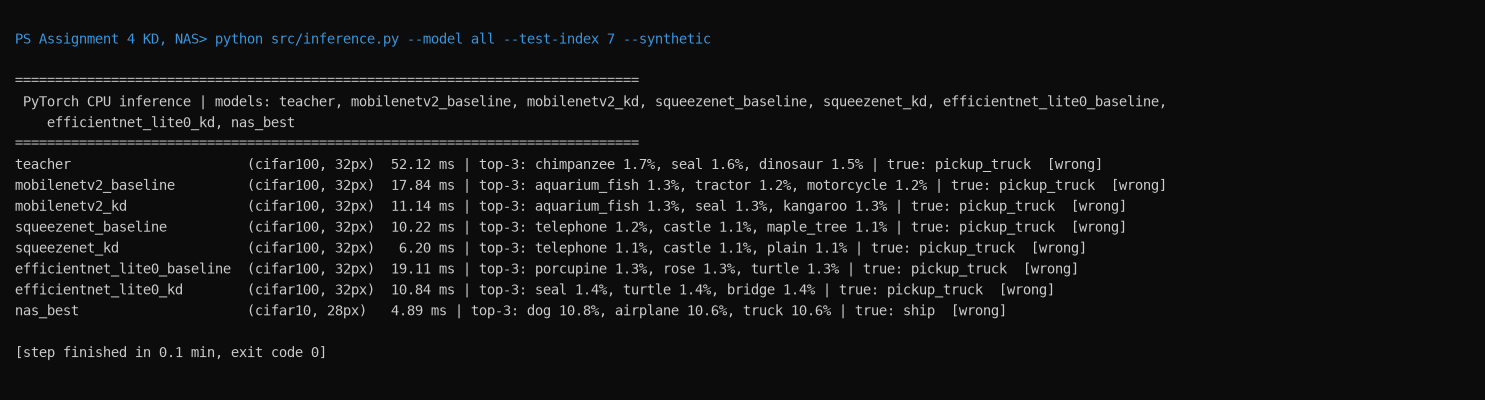 PS Assignment 4 KD, NAS> python src/inference.py --model all --test-index 7 --synthetic
==============================================================================
PyTorch CPU inference | models: teacher, mobilenetv2_baseline, mobilenetv2_kd, squeezenet_baseline, squeezenet_kd, efficientnet_lite0_baseline,
efficientnet_lite0_kd, nas_best
==============================================================================
teacher                      (cifar100, 32px)  52.12 ms | top-3: chimpanzee 1.7%, seal 1.6%, dinosaur 1.5% | true: pickup_truck  [wrong]
mobilenetv2_baseline         (cifar100, 32px)  17.84 ms | top-3: aquarium_fish 1.3%, tractor 1.2%, motorcycle 1.2% | true: pickup_truck  [wrong]
mobilenetv2_kd               (cifar100, 32px)  11.14 ms | top-3: aquarium_fish 1.3%, seal 1.3%, kangaroo 1.3% | true: pickup_truck  [wrong]
squeezenet_baseline          (cifar100, 32px)  10.22 ms | top-3: telephone 1.2%, castle 1.1%, maple_tree 1.1% | true: pickup_truck  [wrong]
squeezenet_kd                (cifar100, 32px)   6.20 ms | top-3: telephone 1.1%, castle 1.1%, plain 1.1% | true: pickup_truck  [wrong]
efficientnet_lite0_baseline  (cifar100, 32px)  19.11 ms | top-3: porcupine 1.3%, rose 1.3%, turtle 1.3% | true: pickup_truck  [wrong]
efficientnet_lite0_kd        (cifar100, 32px)  10.84 ms | top-3: seal 1.4%, turtle 1.4%, bridge 1.4% | true: pickup_truck  [wrong]
nas_best                     (cifar10, 28px)   4.89 ms | top-3: dog 10.8%, airplane 10.6%, truck 10.6% | true: ship  [wrong]
[step finished in 0.1 min, exit code 0]